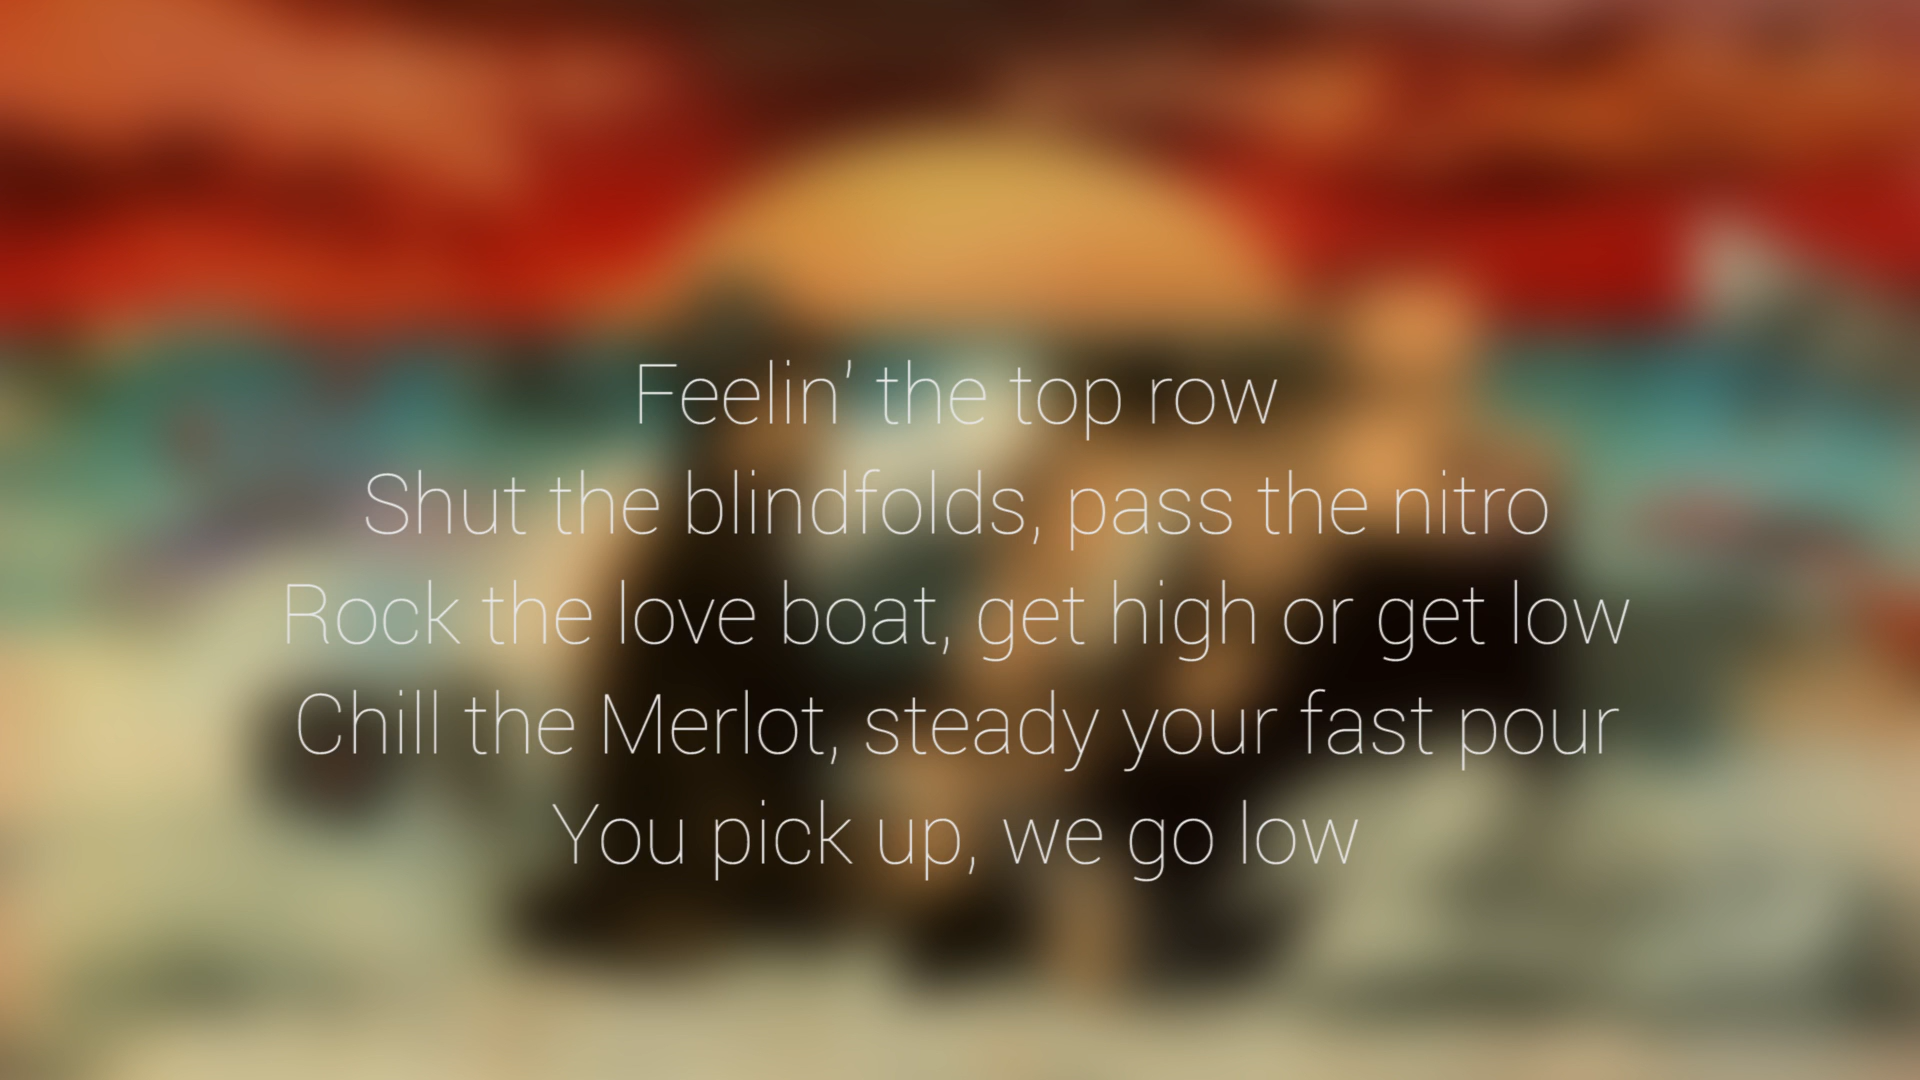 Feelin’ the top row
Shut the blindfolds, pass the nitro
Rock the love boat, get high or get low
Chill the Merlot, steady your fast pour
You pick up, we go low